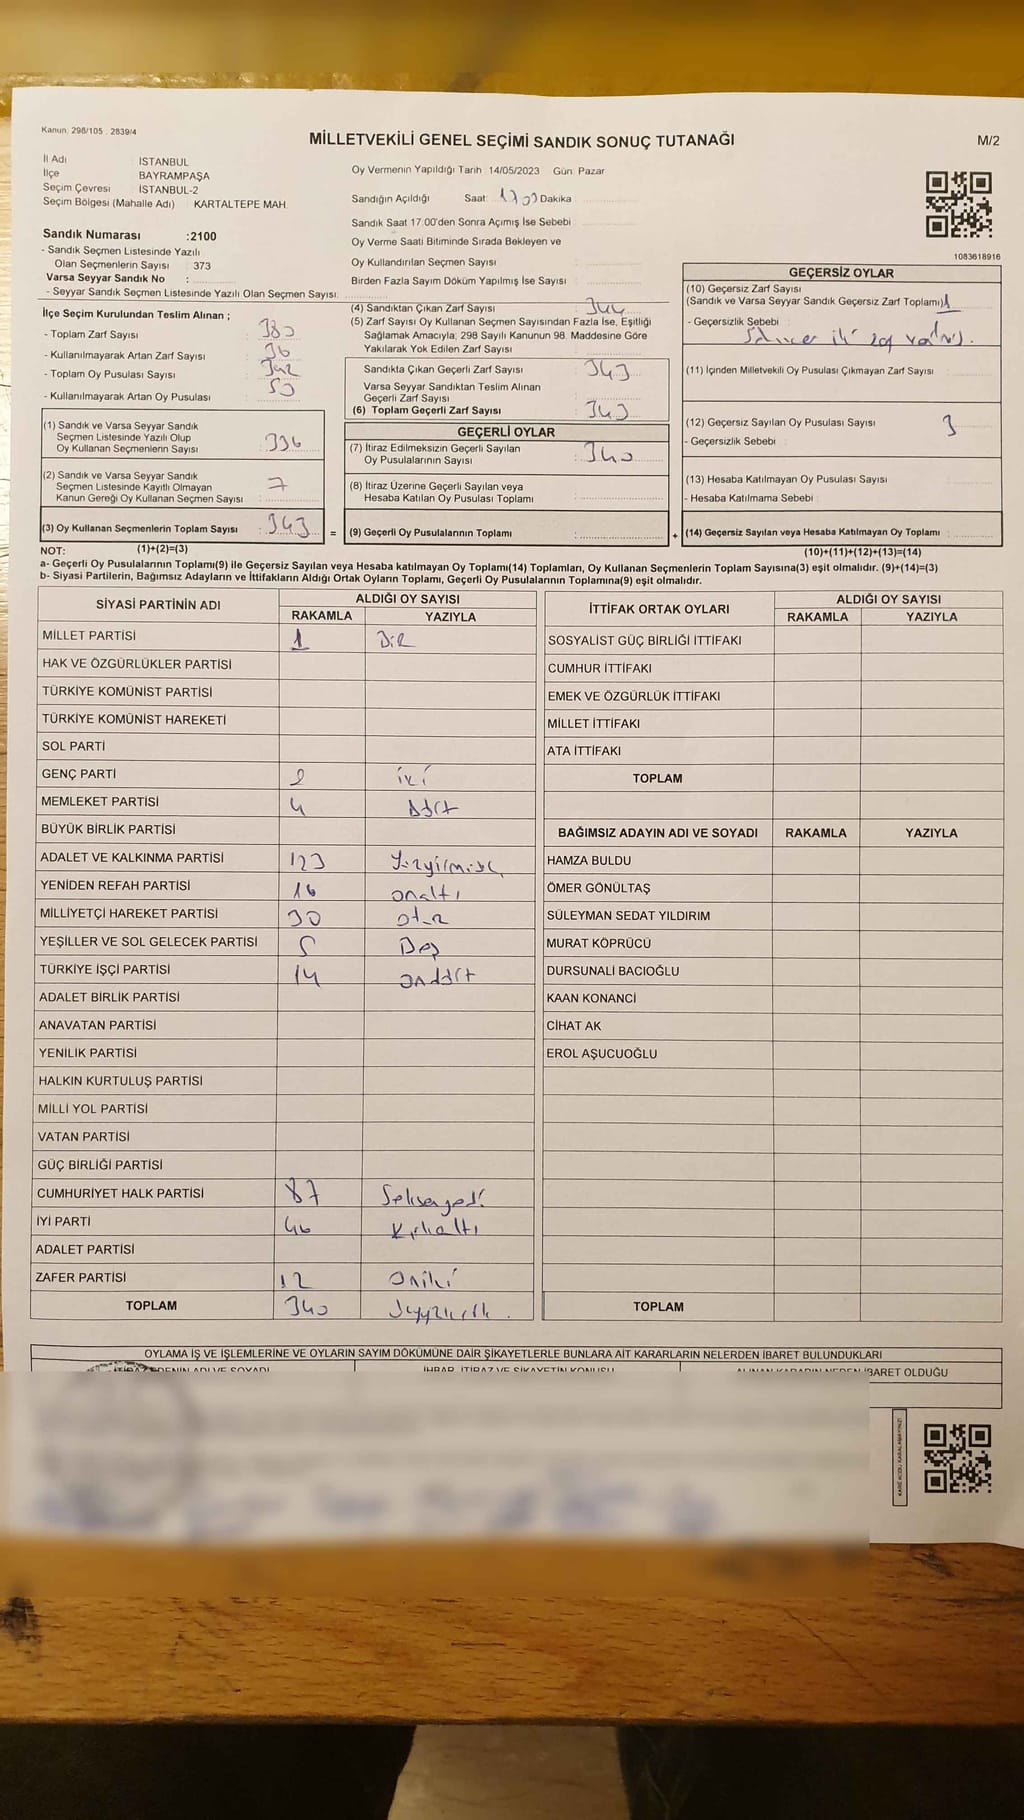 Kanun: 298/105 , 2839/4
MİLLETVEKİLİ GENEL SEÇİMİ SANDIK SONUÇ TUTANAĞI
M/2
İl Adı : İSTANBUL
İlçe BAYRAMPAŞA
Seçim Çevresi İSTANBUL-2
Seçim Bölgesi (Mahalle Adı) : KARTALTEPE MAH.
Sandık Numarası :2100
- Sandık Seçmen Listesinde Yazılı
Olan Seçmenlerin Sayısı : 373
Varsa Seyyar Sandık No :
- Seyyar Sandık Seçmen Listesinde Yazılı Olan Seçmen Sayısı:
Oy Vermenin Yapıldığı Tarih : 14/05/2023 Gün: Pazar
Sandığın Açıldığı Saat: 1700 Dakika
Sandık Saat 17.00'den Sonra Açımış İse Sebebi :
Oy Verme Saati Bitiminde Sırada Bekleyen ve
Oy Kullandırılan Seçmen Sayısı :
Birden Fazla Sayım Döküm Yapılmış İse Sayısı :
1083618916
İlçe Seçim Kurulundan Teslim Alınan ;
- Toplam Zarf Sayısı : 380
- Kullanılmayarak Artan Zarf Sayısı : 36
- Toplam Oy Pusulası Sayısı : 392
- Kullanılmayarak Artan Oy Pusulası : 50
(1) Sandık ve Varsa Seyyar Sandık
Seçmen Listesinde Yazılı Olup
Oy Kullanan Seçmenlerin Sayısı : 336
(2) Sandık ve Varsa Seyyar Sandık
Seçmen Listesinde Kayıtlı Olmayan
Kanun Gereği Oy Kullanan Seçmen Sayısı : 7
(3) Oy Kullanan Seçmenlerin Toplam Sayısı : 343 =
(4) Sandıktan Çıkan Zarf Sayısı : 344
(5) Zarf Sayısı Oy Kullanan Seçmen Sayısından Fazla İse, Eşitliği
Sağlamak Amacıyla; 298 Sayılı Kanunun 98. Maddesine Göre
Yakılarak Yok Edilen Zarf Sayısı :
Sandıkta Çıkan Geçerli Zarf Sayısı : 343
Varsa Seyyar Sandıktan Teslim Alınan
Geçerli Zarf Sayısı :
(6) Toplam Geçerli Zarf Sayısı : 343
GEÇERLİ OYLAR
(7) İtiraz Edilmeksizin Geçerli Sayılan
Oy Pusulalarının Sayısı : 340
(8) İtiraz Üzerine Geçerli Sayılan veya
Hesaba Katılan Oy Pusulası Toplamı :
(9) Geçerli Oy Pusulalarının Toplamı : +
GEÇERSİZ OYLAR
(10) Geçersiz Zarf Sayısı
(Sandık ve Varsa Seyyar Sandık Geçersiz Zarf Toplamı) 1
- Geçersizlik Sebebi :
(11) İçinden Milletvekili Oy Pusulası Çıkmayan Zarf Sayısı :
(12) Geçersiz Sayılan Oy Pusulası Sayısı : 3
- Geçersizlik Sebebi :
(13) Hesaba Katılmayan Oy Pusulası Sayısı :
- Hesaba Katılmama Sebebi :
(14) Geçersiz Sayılan veya Hesaba Katılmayan Oy Toplamı :
NOT: (1)+(2)=(3) (10)+(11)+(12)+(13)=(14)
a- Geçerli Oy Pusulalarının Toplamı(9) ile Geçersiz Sayılan veya Hesaba katılmayan Oy Toplamı(14) Toplamları, Oy Kullanan Seçmenlerin Toplam Sayısına(3) eşit olmalıdır. (9)+(14)=(3)
b- Siyasi Partilerin, Bağımsız Adayların ve İttifakların Aldığı Ortak Oyların Toplamı, Geçerli Oy Pusulalarının Toplamına(9) eşit olmalıdır.
SİYASİ PARTİNİN ADI ALDIĞI OY SAYISI
RAKAMLA YAZIYLA
MİLLET PARTİSİ 1 Bir
HAK VE ÖZGÜRLÜKLER PARTİSİ
TÜRKİYE KOMÜNİST PARTİSİ
TÜRKİYE KOMÜNİST HAREKETİ
SOL PARTİ
GENÇ PARTİ 2 iki
MEMLEKET PARTİSİ 4 Dört
BÜYÜK BİRLİK PARTİSİ
ADALET VE KALKINMA PARTİSİ 123
YENİDEN REFAH PARTİSİ 16 onaltı
MİLLİYETÇİ HAREKET PARTİSİ 30 otuz
YEŞİLLER VE SOL GELECEK PARTİSİ 5 Beş
TÜRKİYE İŞÇİ PARTİSİ 14 ondört
ADALET BİRLİK PARTİSİ
ANAVATAN PARTİSİ
YENİLİK PARTİSİ
HALKIN KURTULUŞ PARTİSİ
MİLLİ YOL PARTİSİ
VATAN PARTİSİ
GÜÇ BİRLİĞİ PARTİSİ
CUMHURİYET HALK PARTİSİ 87 Seksenyedi
İYİ PARTİ 46 Kırkaltı
ADALET PARTİSİ
ZAFER PARTİSİ 12 Oniki
TOPLAM 340
İTTİFAK ORTAK OYLARI ALDIĞI OY SAYISI
RAKAMLA YAZIYLA
SOSYALİST GÜÇ BİRLİĞİ İTTİFAKI
CUMHUR İTTİFAKI
EMEK VE ÖZGÜRLÜK İTTİFAKI
MİLLET İTTİFAKI
ATA İTTİFAKI
TOPLAM
BAĞIMSIZ ADAYIN ADI VE SOYADI RAKAMLA YAZIYLA
HAMZA BULDU
ÖMER GÖNÜLTAŞ
SÜLEYMAN SEDAT YILDIRIM
MURAT KÖPRÜCÜ
DURSUNALİ BACIOĞLU
KAAN KONANCİ
CİHAT AK
EROL AŞUCUOĞLU
TOPLAM
OYLAMA İŞ VE İŞLEMLERİNE VE OYLARIN SAYIM DÖKÜMÜNE DAİR ŞİKAYETLERLE BUNLARA AİT KARARLARIN NELERDEN İBARET BULUNDUKLARI
İTİRAZ EDENİN ADI VE SOYADI İHBAR, İTİRAZ VE ŞİKAYETİN KONUSU ALINAN KARARIN NEDEN İBARET OLDUĞU
KARE KODU KARALAMAYINIZ!